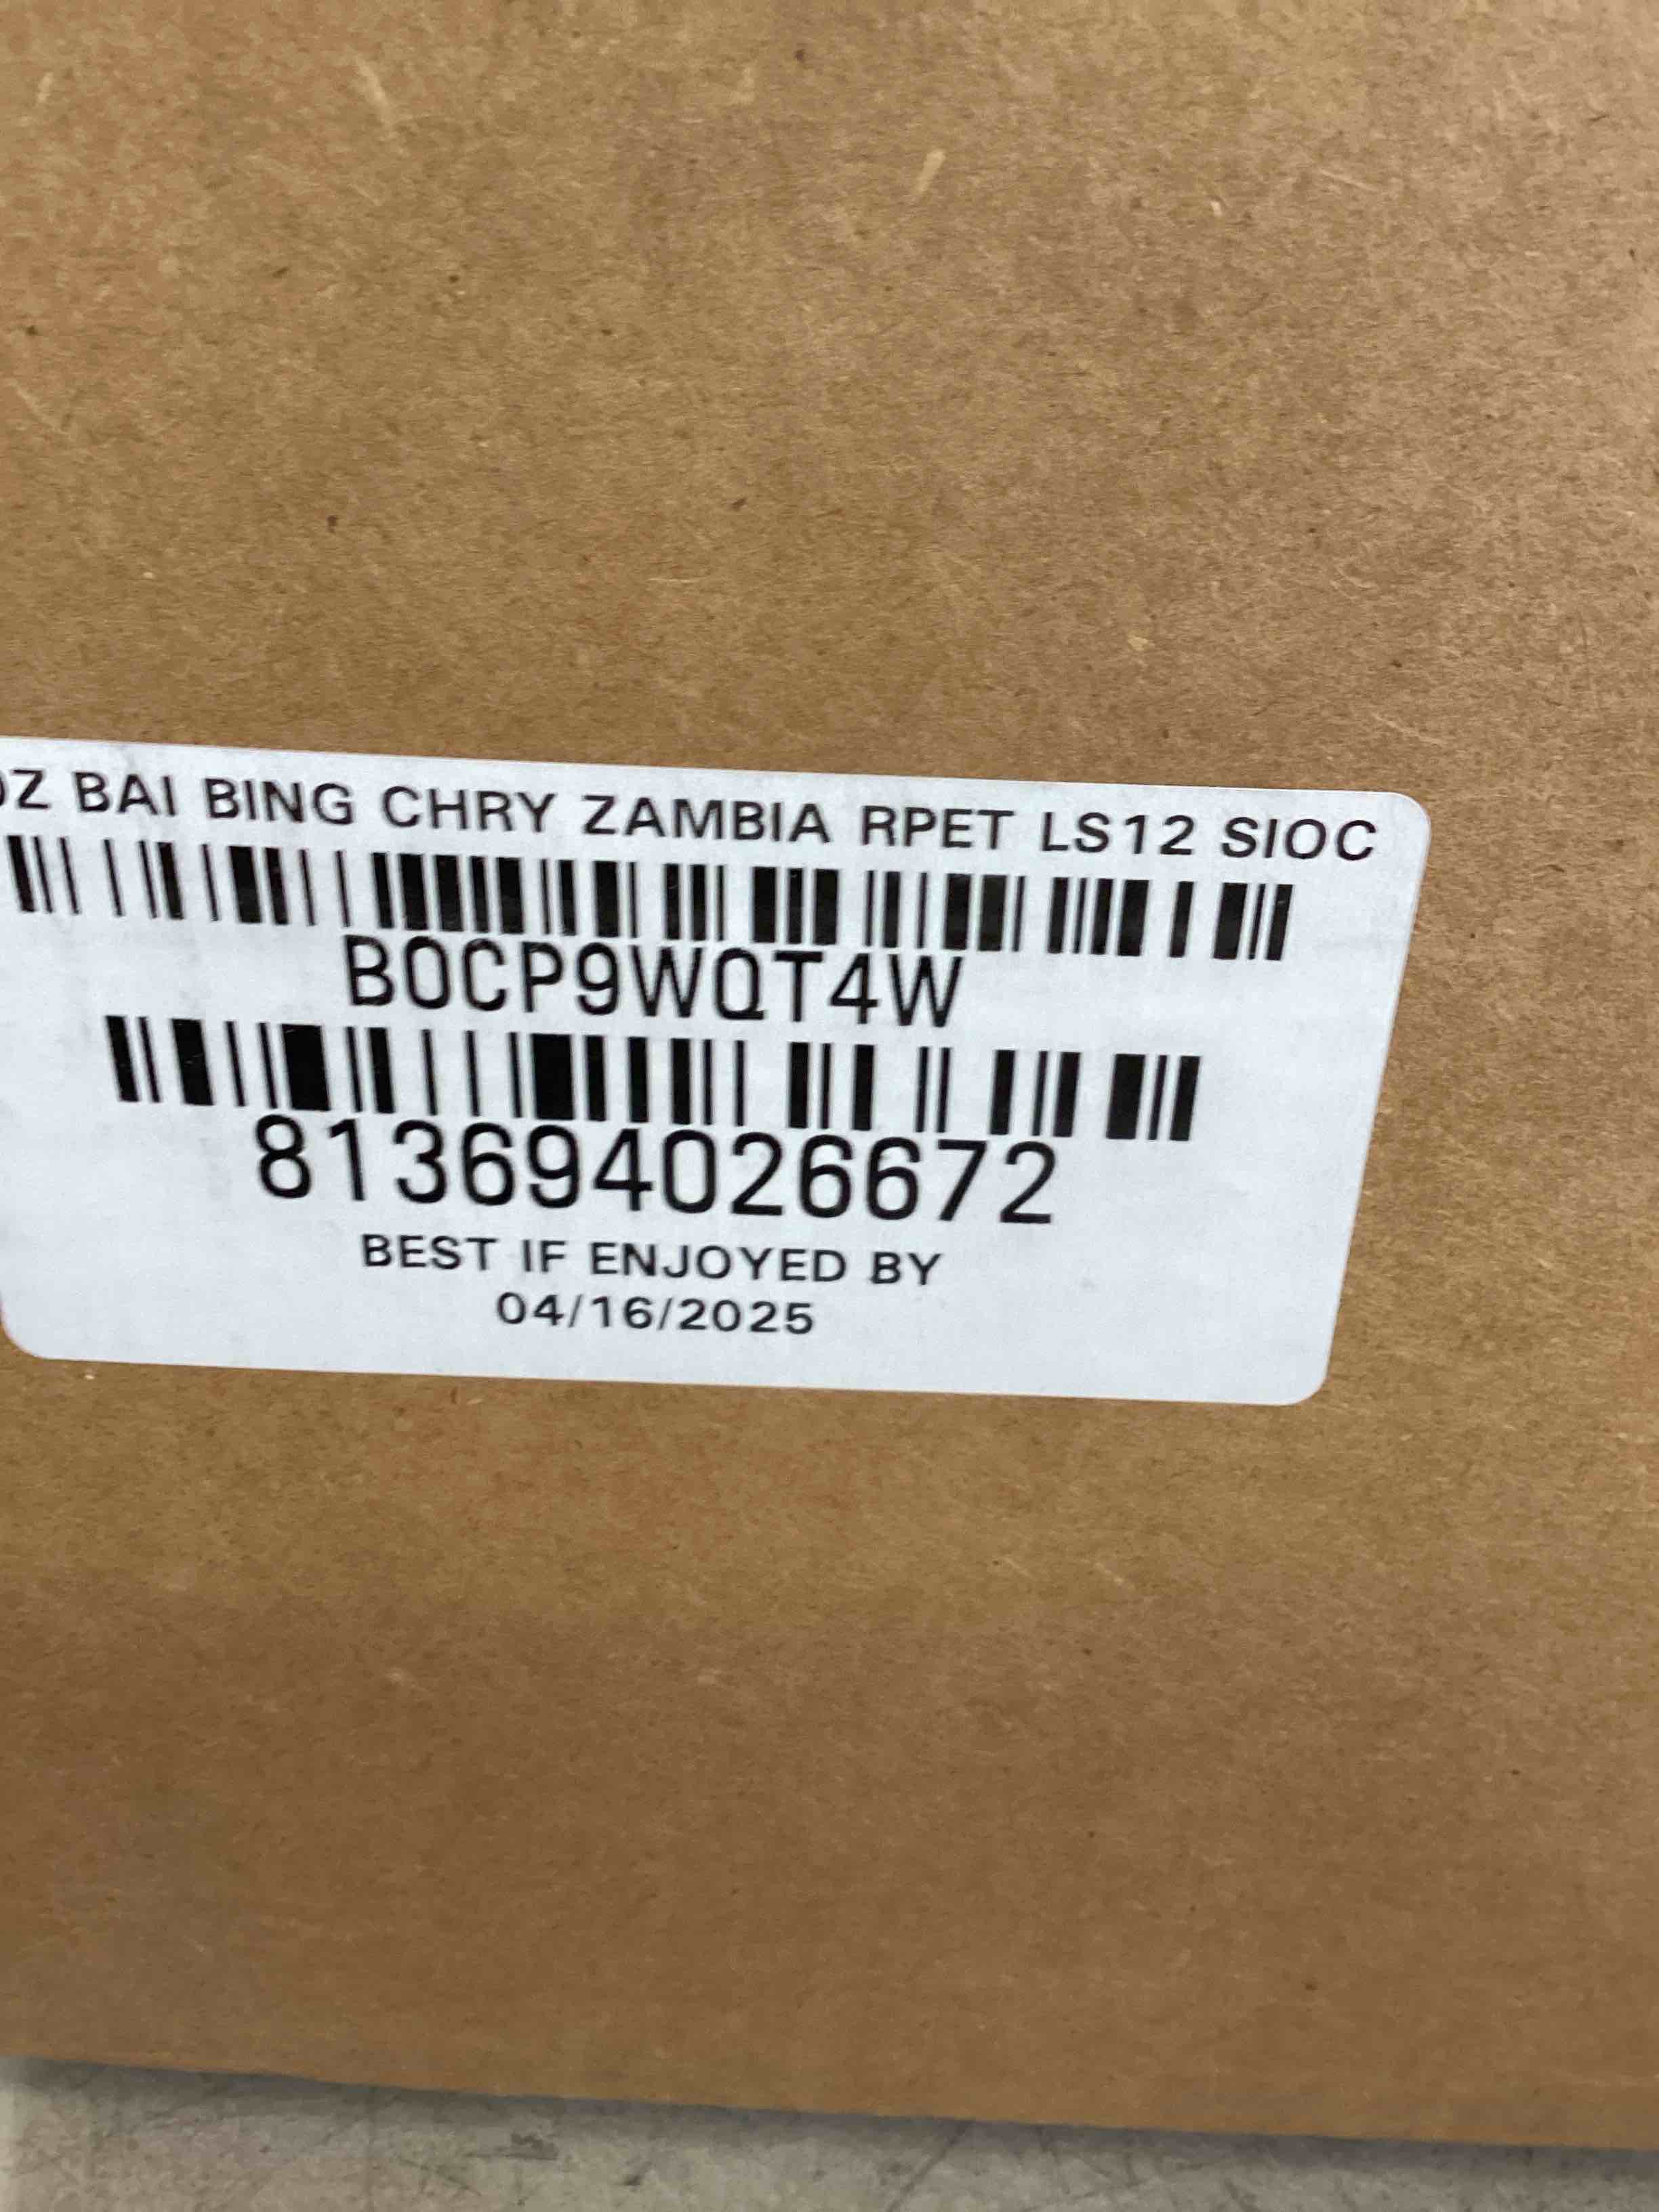 OZ BAI BING CHRY ZAMBIA RPET LS12 SIOC
B0CP9WQT4W
813694026672
BEST IF ENJOYED BY
04/16/2025